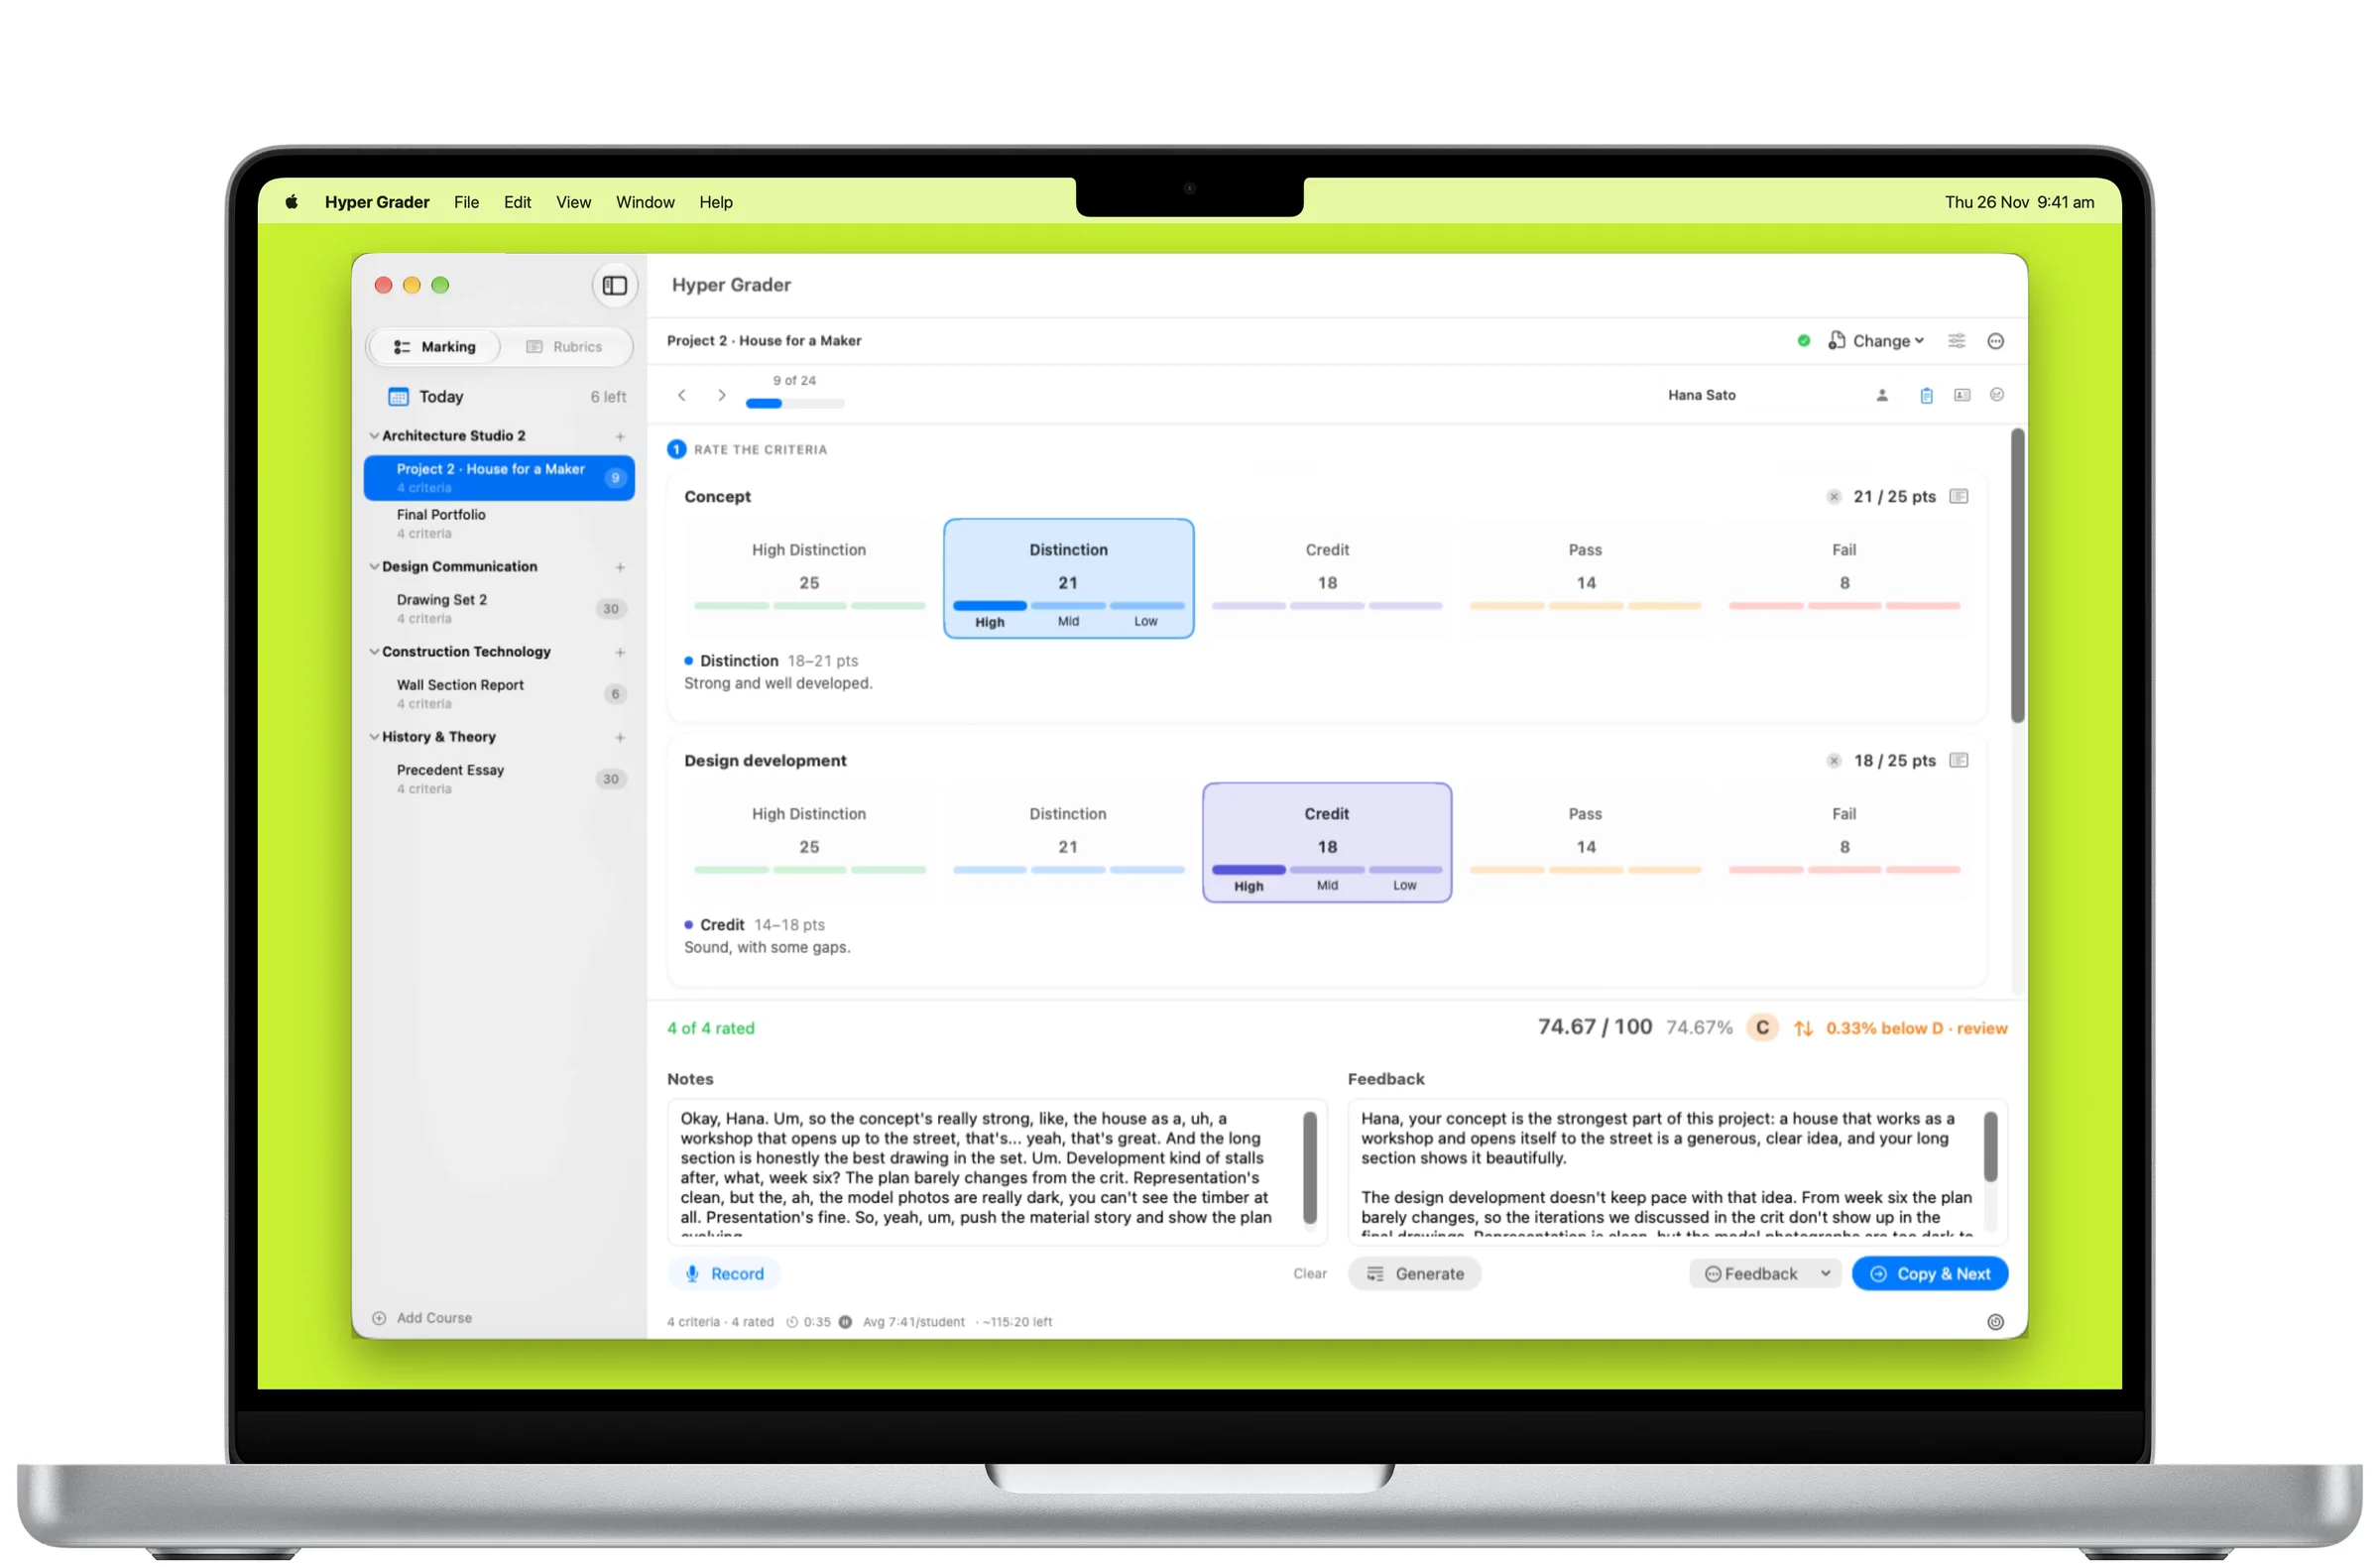 Hyper Grader File Edit View Window Help
Thu 26 Nov 9:41 am
Hyper Grader
Marking Rubrics
Today 6 left
Architecture Studio 2
Project 2 · House for a Maker
4 criteria
9
Final Portfolio
4 criteria
Design Communication
Drawing Set 2
4 criteria
30
Construction Technology
Wall Section Report
4 criteria
6
History & Theory
Precedent Essay
4 criteria
30
Add Course
Project 2 · House for a Maker
Change
9 of 24
Hana Sato
1 RATE THE CRITERIA
Concept
21 / 25 pts
High Distinction Distinction Credit Pass Fail
25 21 18 14 8
High Mid Low
Distinction 18–21 pts
Strong and well developed.
Design development
18 / 25 pts
High Distinction Distinction Credit Pass Fail
25 21 18 14 8
High Mid Low
Credit 14–18 pts
Sound, with some gaps.
4 of 4 rated
74.67 / 100 74.67% C 0.33% below D · review
Notes
Okay, Hana. Um, so the concept's really strong, like, the house as a, uh, a
workshop that opens up to the street, that's... yeah, that's great. And the long
section is honestly the best drawing in the set. Um. Development kind of stalls
after, what, week six? The plan barely changes from the crit. Representation's
clean, but the, ah, the model photos are really dark, you can't see the timber at
all. Presentation's fine. So, yeah, um, push the material story and show the plan
evolving
Record
Clear
Feedback
Hana, your concept is the strongest part of this project: a house that works as a
workshop and opens itself to the street is a generous, clear idea, and your long
section shows it beautifully.
The design development doesn't keep pace with that idea. From week six the plan
barely changes, so the iterations we discussed in the crit don't show up in the
final drawings. Representation is clean, but the model photographs are too dark to
Generate
Feedback
Copy & Next
4 criteria · 4 rated 0:35 Avg 7:41/student · ~115:20 left